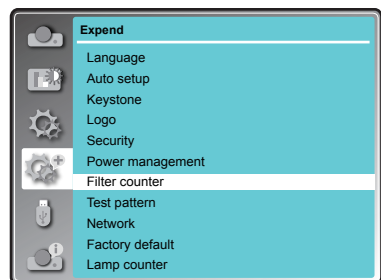 Expend
Language
Auto setup
Keystone
Logo
Security
Power management
Filter counter
Test pattern
Network
Factory default
Lamp counter